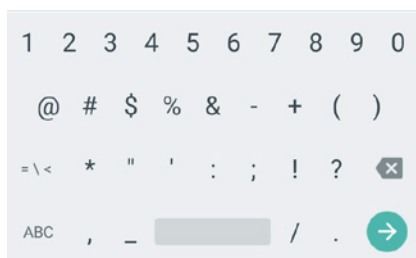 1 2 3 4 5 6 7 8 9 0
@ # $ % & - + ( )
= \ < * " ' : ; ! ?
ABC , _ / .